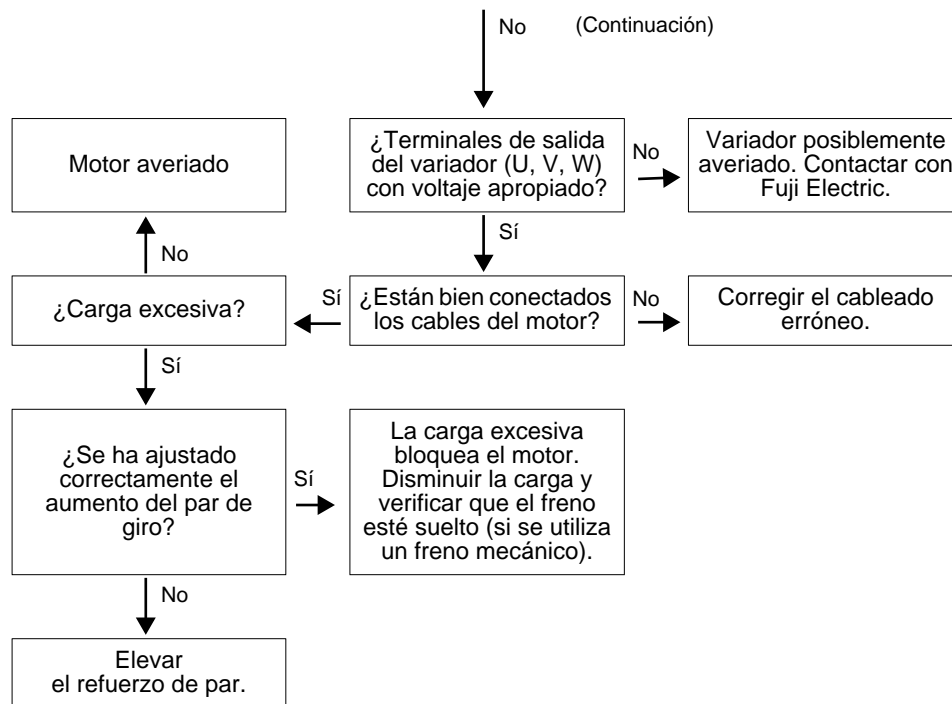 No
(Continuación)
Motor averiado
¿Terminales de salida
del variador (U, V, W)
con voltaje apropiado?
No
Variador posiblemente
averiado. Contactar con
Fuji Electric.
No
Sí
¿Carga excesiva?
Sí
¿Están bien conectados
los cables del motor?
No
Corregir el cableado
erróneo.
Sí
¿Se ha ajustado
correctamente el
aumento del par de
giro?
Sí
La carga excesiva
bloquea el motor.
Disminuir la carga y
verificar que el freno
esté suelto (si se utiliza
un freno mecánico).
No
Elevar
el refuerzo de par.